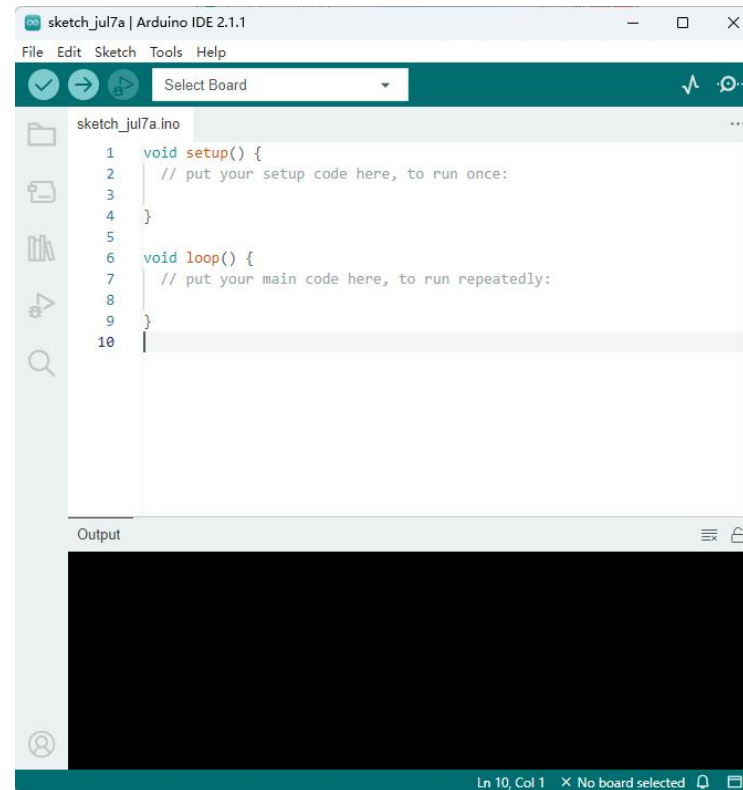 sketch_jul7a | Arduino IDE 2.1.1
File Edit Sketch Tools Help
Select Board
sketch_jul7a.ino
...
1 void setup() {
2 // put your setup code here, to run once:
3
4 }
5
6 void loop() {
7 // put your main code here, to run repeatedly:
8
9 }
10
Output
Ln 10, Col 1 × No board selected